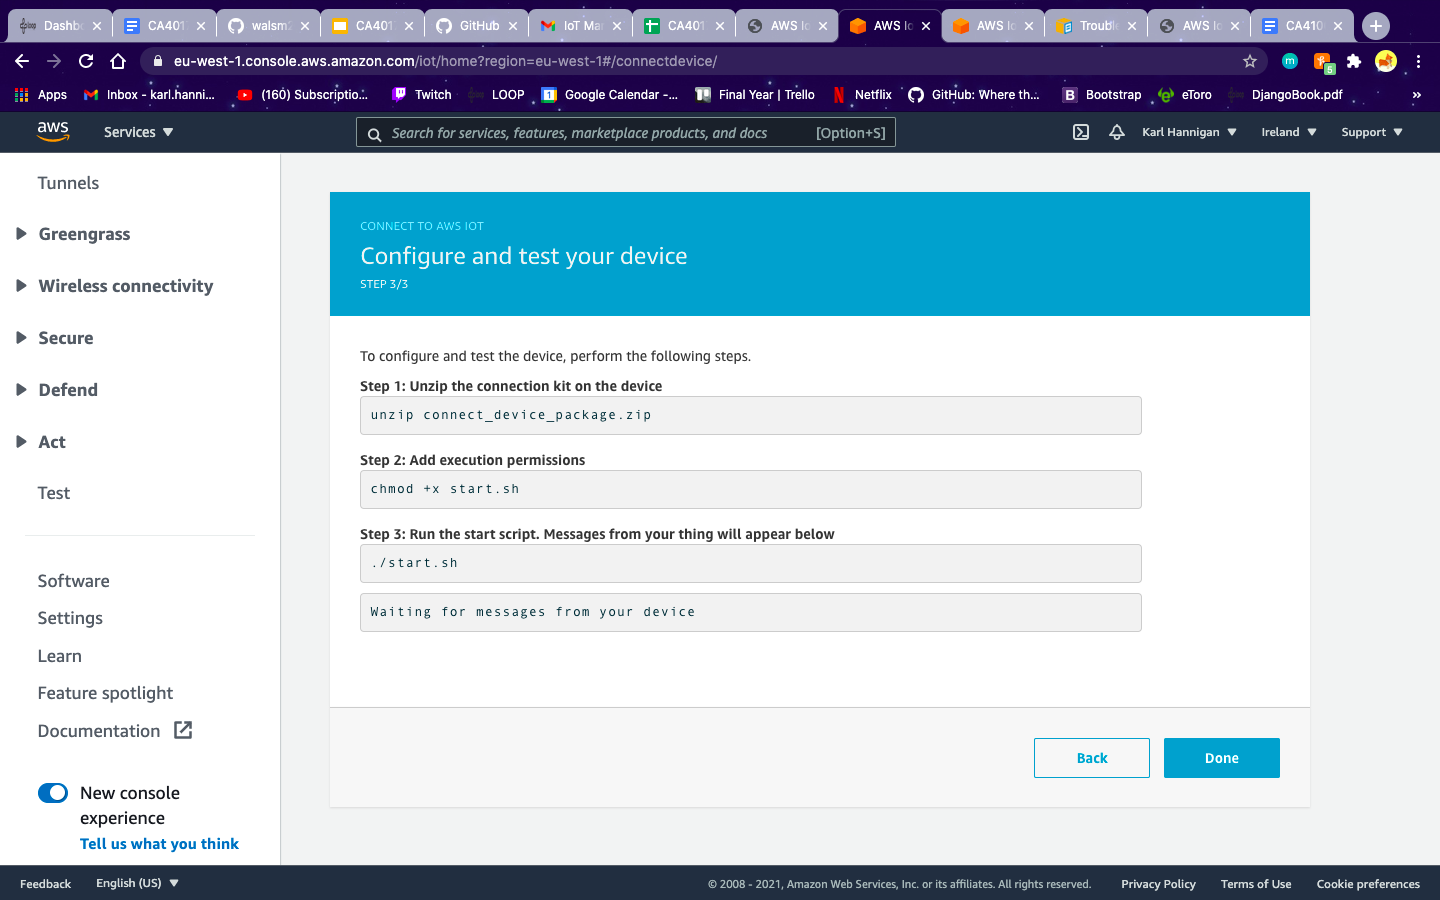 Dashbo
CA401
walsm2
CA401
GitHub
IoT Ma
CA401
AWS Io
AWS Io
AWS Io
Trouble
AWS Io
CA410
eu-west-1.console.aws.amazon.com/iot/home?region=eu-west-1#/connectdevice/
Apps
Inbox - karl.hanni...
(160) Subscriptio...
Twitch
LOOP
Google Calendar -...
Final Year | Trello
Netflix
GitHub: Where th...
Bootstrap
eToro
DjangoBook.pdf
»
aws
Services
Search for services, features, marketplace products, and docs
[Option+S]
Karl Hannigan
Ireland
Support
Tunnels
Greengrass
Wireless connectivity
Secure
Defend
Act
Test
Software
Settings
Learn
Feature spotlight
Documentation
New console
experience
Tell us what you think
CONNECT TO AWS IOT
Configure and test your device
STEP 3/3
To configure and test the device, perform the following steps.
Step 1: Unzip the connection kit on the device
unzip connect_device_package.zip
Step 2: Add execution permissions
chmod +x start.sh
Step 3: Run the start script. Messages from your thing will appear below
./start.sh
Waiting for messages from your device
Back
Done
Feedback
English (US)
© 2008 - 2021, Amazon Web Services, Inc. or its affiliates. All rights reserved.
Privacy Policy
Terms of Use
Cookie preferences